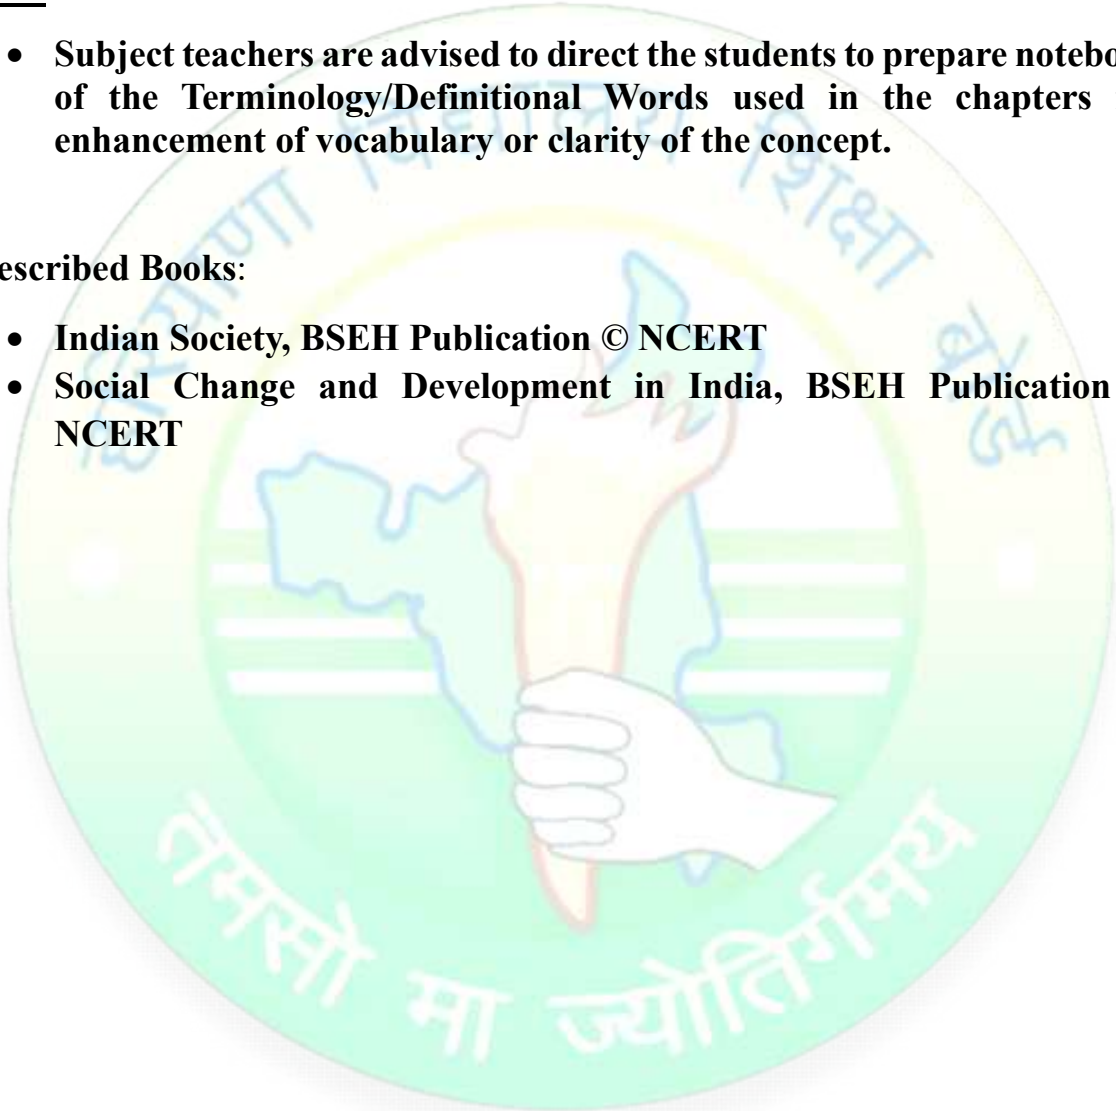 • Subject teachers are advised to direct the students to prepare notebo
of the Terminology/Definitional Words used in the chapters
enhancement of vocabulary or clarity of the concept.
escribed Books:
• Indian Society, BSEH Publication © NCERT
• Social Change and Development in India, BSEH Publication
NCERT
हरियाणा विद्यालय शिक्षा बोर्ड
तमसो मा ज्योतिर्गमय